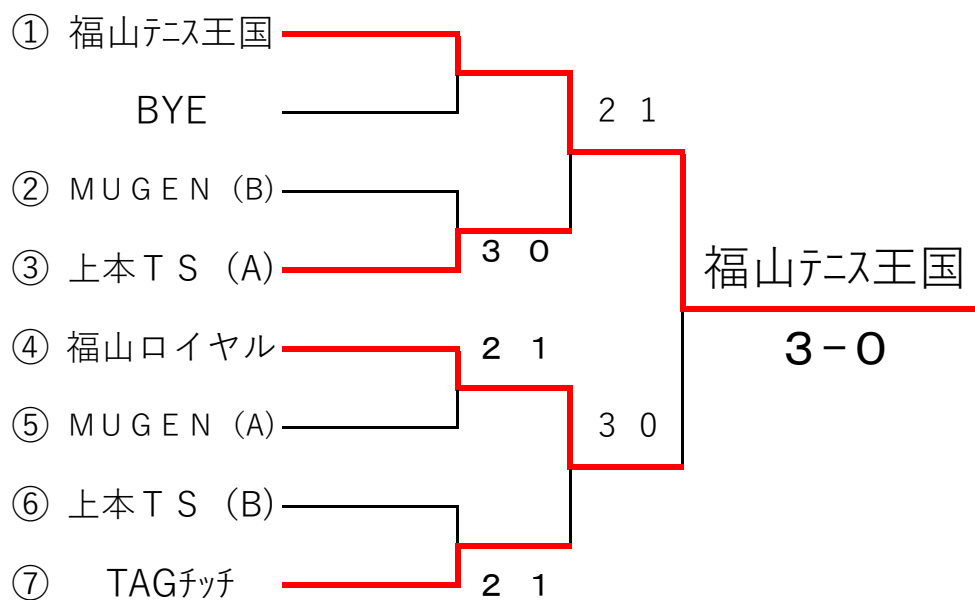 ① 福山ﾃﾆｽ王国
BYE
２ １
② ＭＵＧＥＮ (B)
３ ０
③ 上本ＴＳ (A)
福山ﾃﾆｽ王国
④ 福山ロイヤル
２ １
３－０
⑤ ＭＵＧＥＮ (A)
３ ０
⑥ 上本ＴＳ (B)
⑦ TAGﾁｯﾁ
２ １